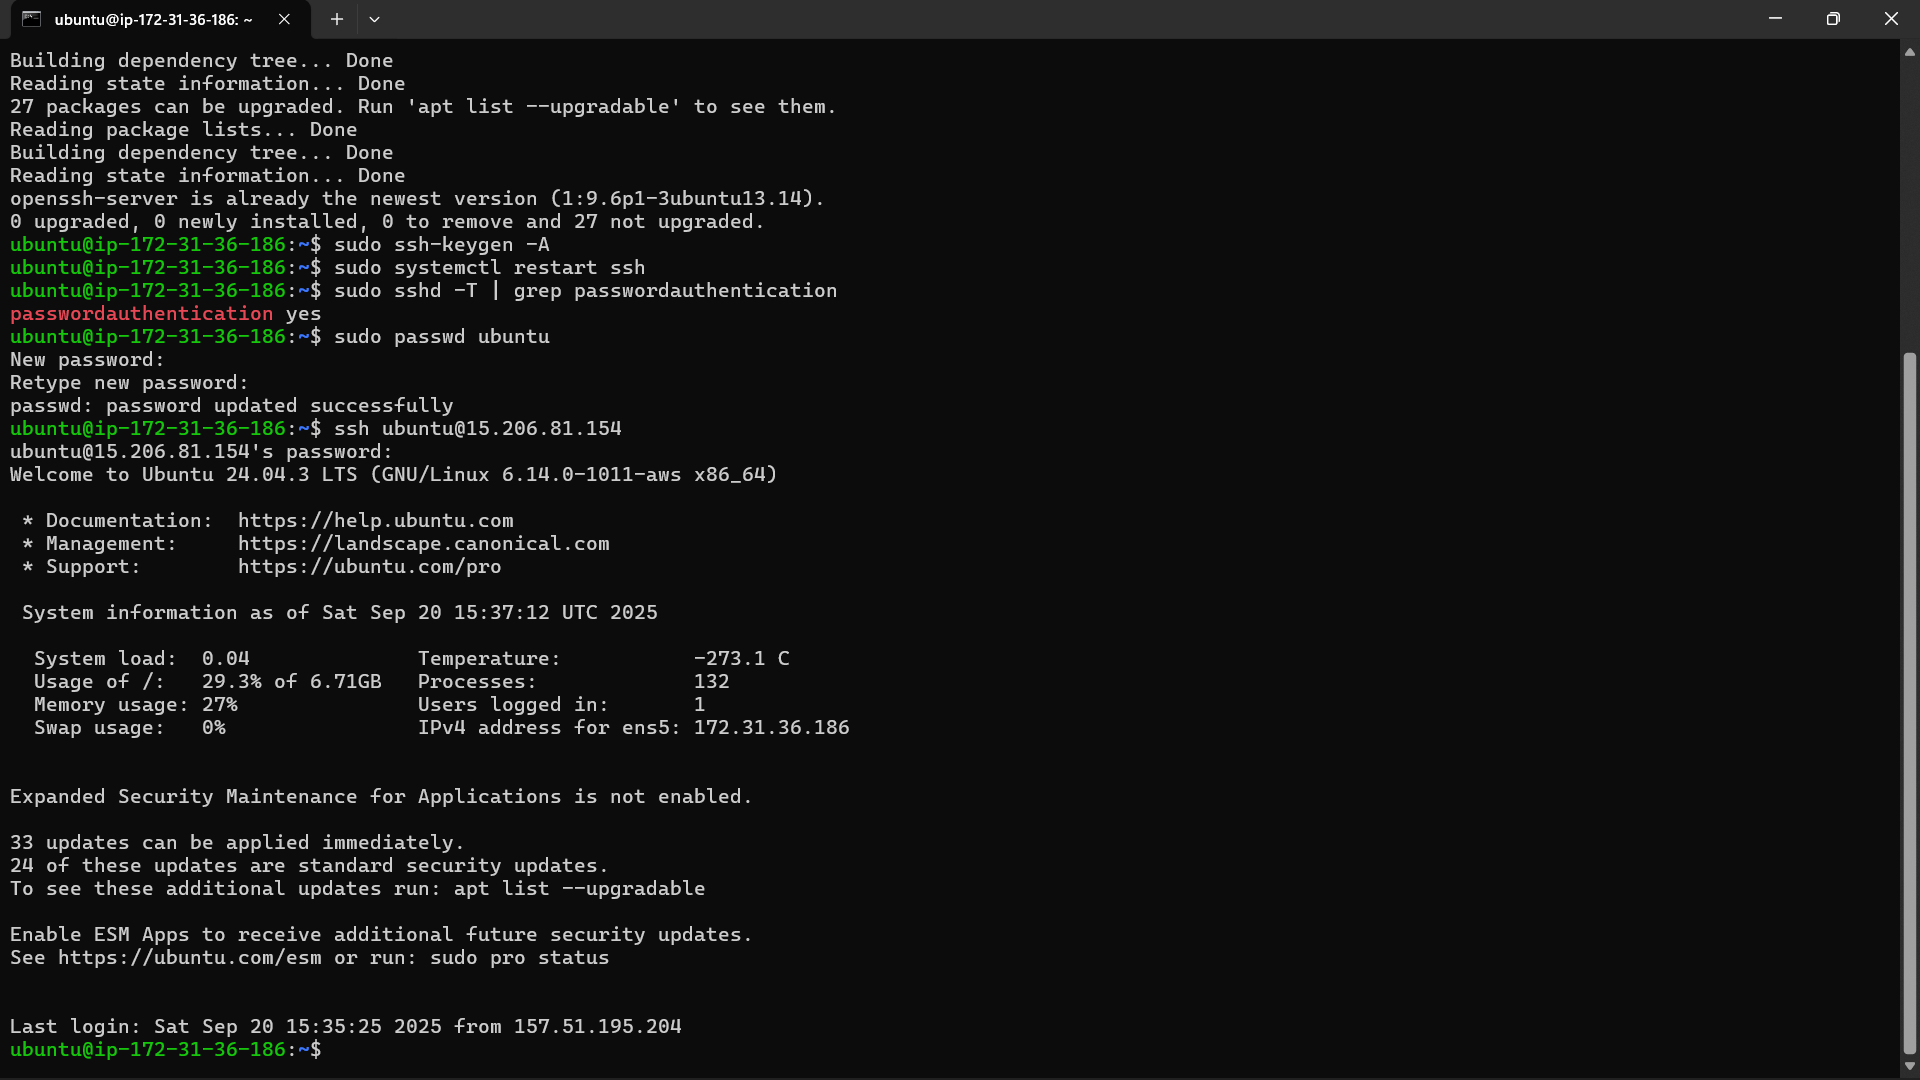 ubuntu@ip-172-31-36-186: ~
Building dependency tree... Done
Reading state information... Done
27 packages can be upgraded. Run 'apt list --upgradable' to see them.
Reading package lists... Done
Building dependency tree... Done
Reading state information... Done
openssh-server is already the newest version (1:9.6p1-3ubuntu13.14).
0 upgraded, 0 newly installed, 0 to remove and 27 not upgraded.
ubuntu@ip-172-31-36-186:~$ sudo ssh-keygen -A
ubuntu@ip-172-31-36-186:~$ sudo systemctl restart ssh
ubuntu@ip-172-31-36-186:~$ sudo sshd -T | grep passwordauthentication
passwordauthentication yes
ubuntu@ip-172-31-36-186:~$ sudo passwd ubuntu
New password:
Retype new password:
passwd: password updated successfully
ubuntu@ip-172-31-36-186:~$ ssh ubuntu@15.206.81.154
ubuntu@15.206.81.154's password:
Welcome to Ubuntu 24.04.3 LTS (GNU/Linux 6.14.0-1011-aws x86_64)
* Documentation:  https://help.ubuntu.com
* Management:     https://landscape.canonical.com
* Support:        https://ubuntu.com/pro
System information as of Sat Sep 20 15:37:12 UTC 2025
System load:  0.04              Temperature:           -273.1 C
Usage of /:   29.3% of 6.71GB   Processes:             132
Memory usage: 27%               Users logged in:       1
Swap usage:   0%                IPv4 address for ens5: 172.31.36.186
Expanded Security Maintenance for Applications is not enabled.
33 updates can be applied immediately.
24 of these updates are standard security updates.
To see these additional updates run: apt list --upgradable
Enable ESM Apps to receive additional future security updates.
See https://ubuntu.com/esm or run: sudo pro status
Last login: Sat Sep 20 15:35:25 2025 from 157.51.195.204
ubuntu@ip-172-31-36-186:~$